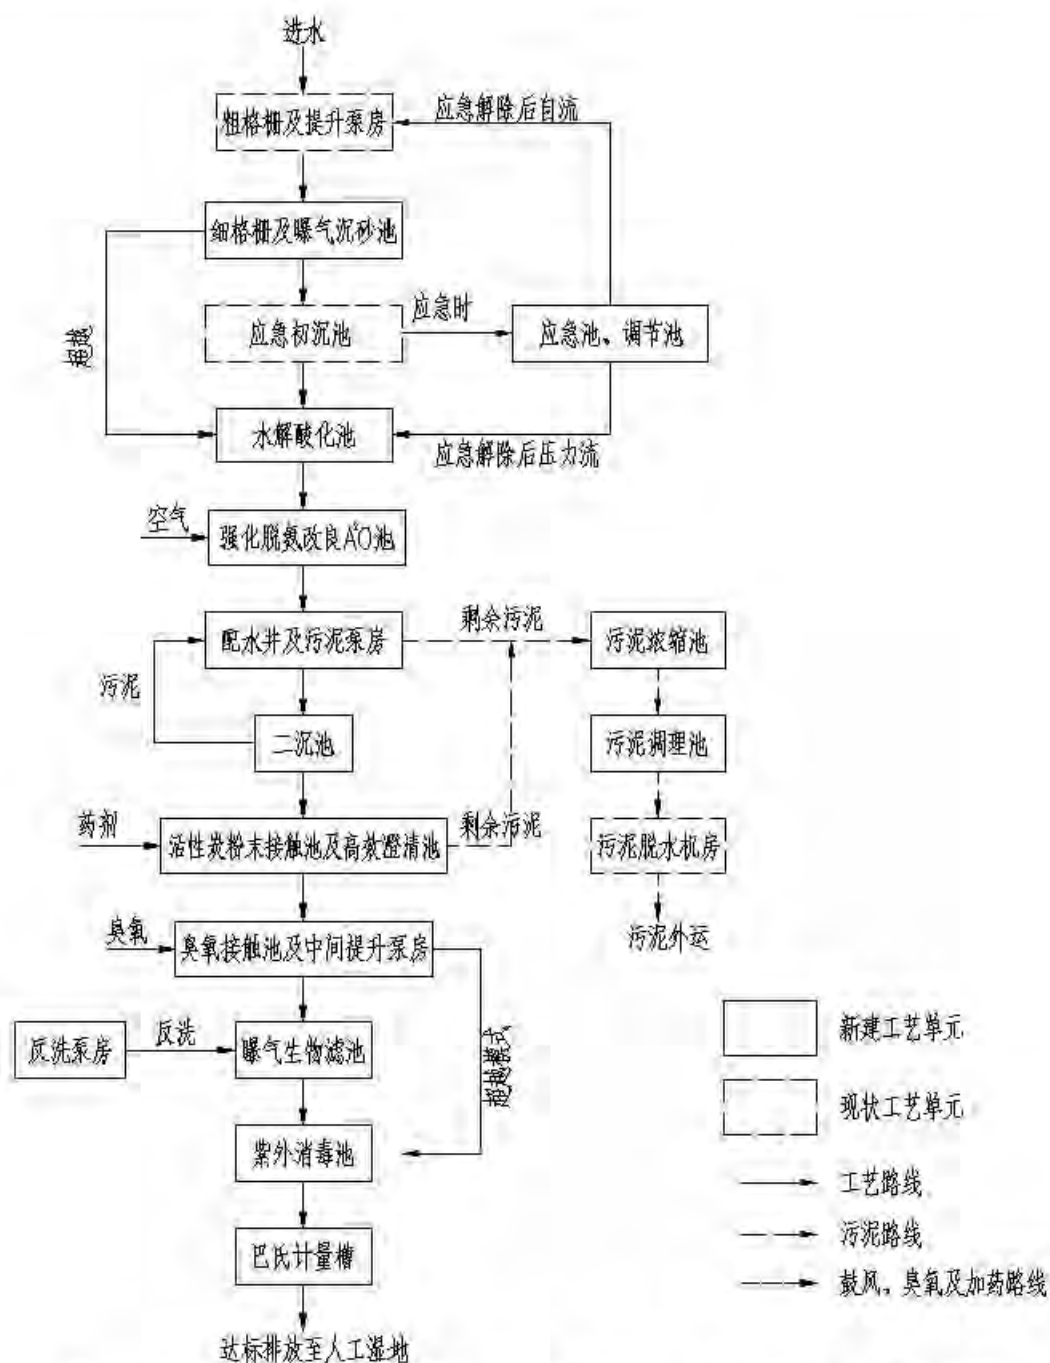 进水
粗格栅及提升泵房
应急解除后自流
细格栅及曝气沉砂池
超越
应急初沉池
应急时
应急池、调节池
水解酸化池
应急解除后压力流
空气
强化脱氮改良A²O池
配水井及污泥泵房
剩余污泥
污泥浓缩池
污泥
二沉池
污泥调理池
药剂
活性炭粉末接触池及高效澄清池
剩余污泥
污泥脱水机房
污泥外运
臭氧
臭氧接触池及中间提升泵房
超越模式
反洗泵房
反洗
曝气生物滤池
紫外消毒池
巴氏计量槽
达标排放至人工湿地
新建工艺单元
现状工艺单元
工艺路线
污泥路线
鼓风、臭氧及加药路线